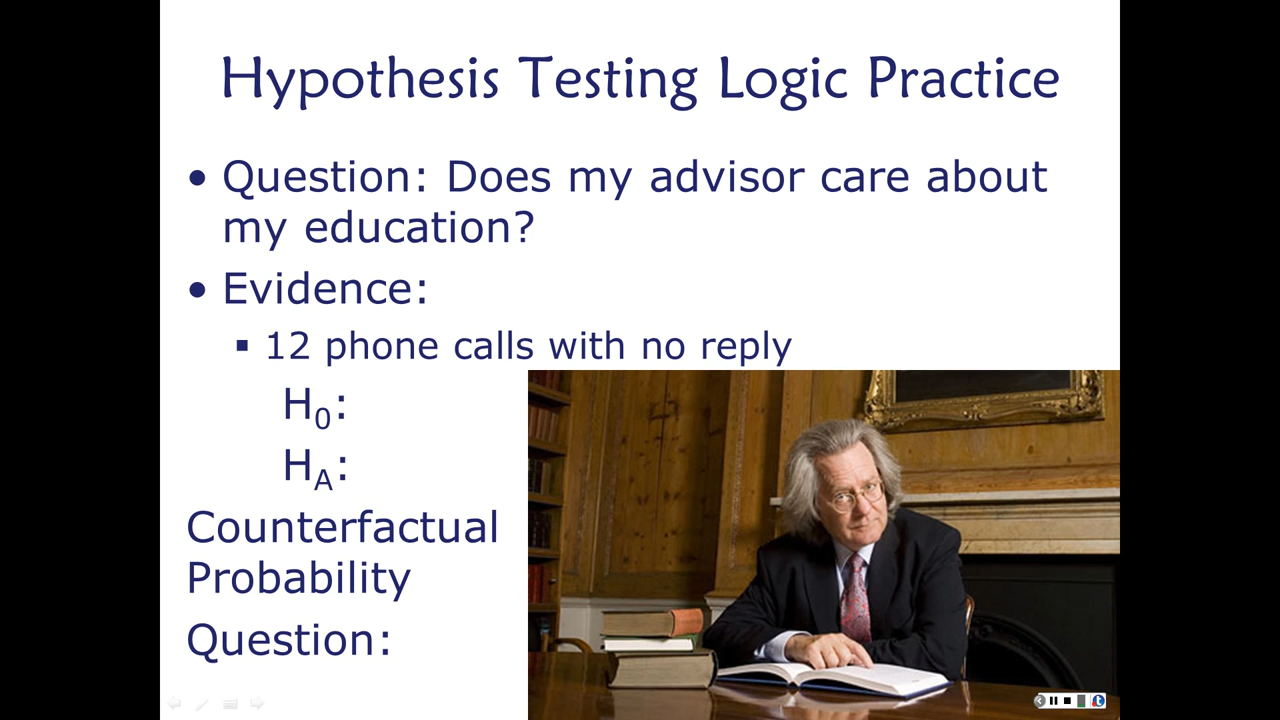 Hypothesis Testing Logic Practice
• Question: Does my advisor care about
my education?
• Evidence:
▪ 12 phone calls with no reply
H₀:
H_A:
Counterfactual
Probability
Question: